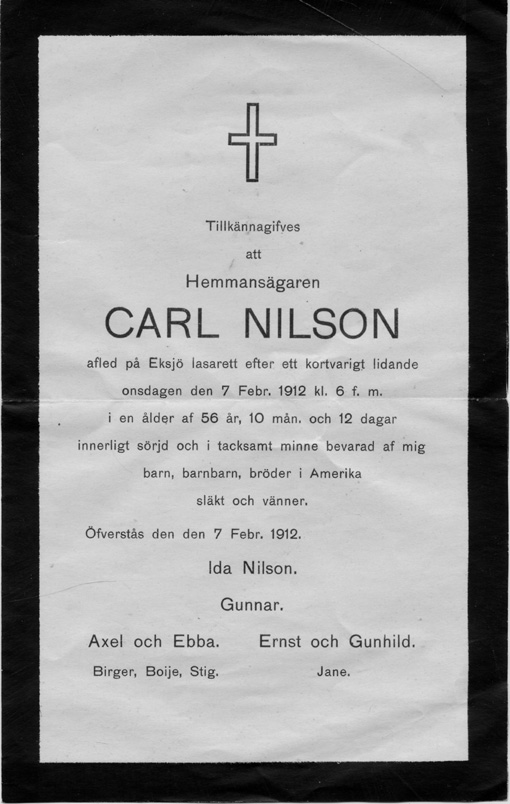 Tillkännagifves
att
Hemmansägaren
CARL NILSON
afled på Eksjö lasarett efter ett kortvarigt lidande
onsdagen den 7 Febr. 1912 kl. 6 f. m.
i en ålder af 56 år, 10 mån. och 12 dagar
innerligt sörjd och i tacksamt minne bevarad af mig
barn, barnbarn, bröder i Amerika
släkt och vänner.
Öfverstås den den 7 Febr. 1912.
Ida Nilson.
Gunnar.
Axel och Ebba. Ernst och Gunhild.
Birger, Boije, Stig. Jane.